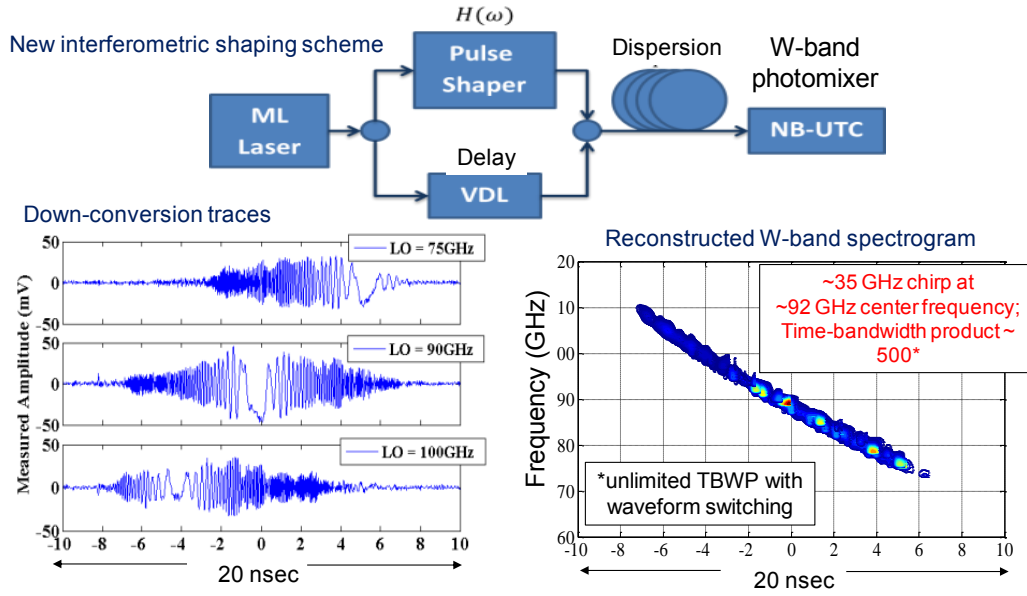 H(ω)
New interferometric shaping scheme
Pulse
Shaper
Dispersion
W-band
photomixer
ML
Laser
NB-UTC
Delay
VDL
Down-conversion traces
Measured Amplitude (mV)
50
0
-50
LO = 75GHz
50
0
-50
LO = 90GHz
50
0
-50
LO = 100GHz
-10 -8 -6 -4 -2 0 2 4 6 8 10
20 nsec
Reconstructed W-band spectrogram
Frequency (GHz)
20
10
00
90
80
70
60
~35 GHz chirp at
~92 GHz center frequency;
Time-bandwidth product ~
500*
*unlimited TBWP with
waveform switching
-10 -8 -6 -4 -2 0 2 4 6 8 10
20 nsec